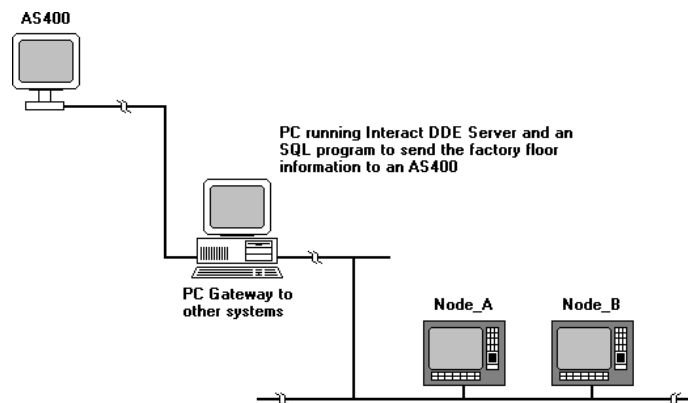 AS400
PC running Interact DDE Server and an
SQL program to send the factory floor
information to an AS400
PC Gateway to
other systems
Node_A
Node_B